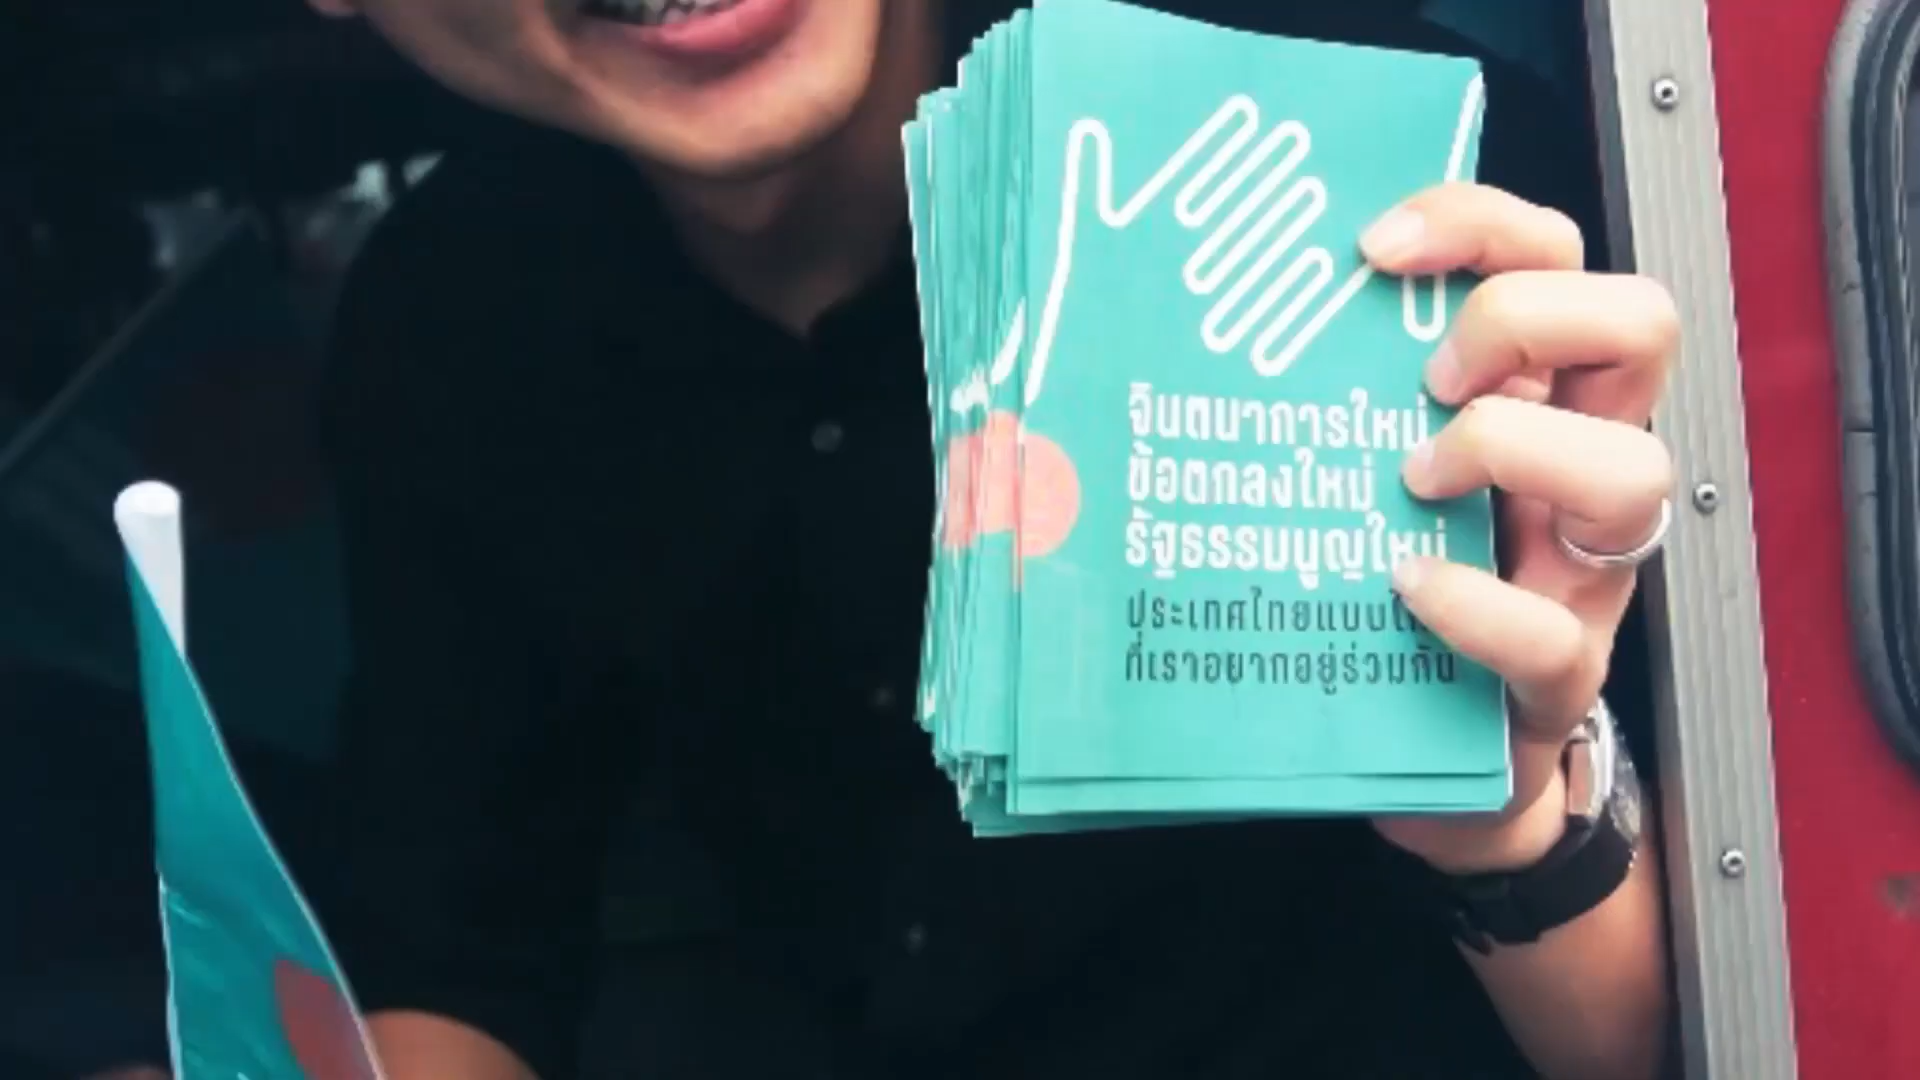 จินตนาการใหม่
ข้อตกลงใหม่
รัฐธรรมนูญใหม่
ประเทศไทยแบบ
ที่เราอยากอยู่ร่วมกัน